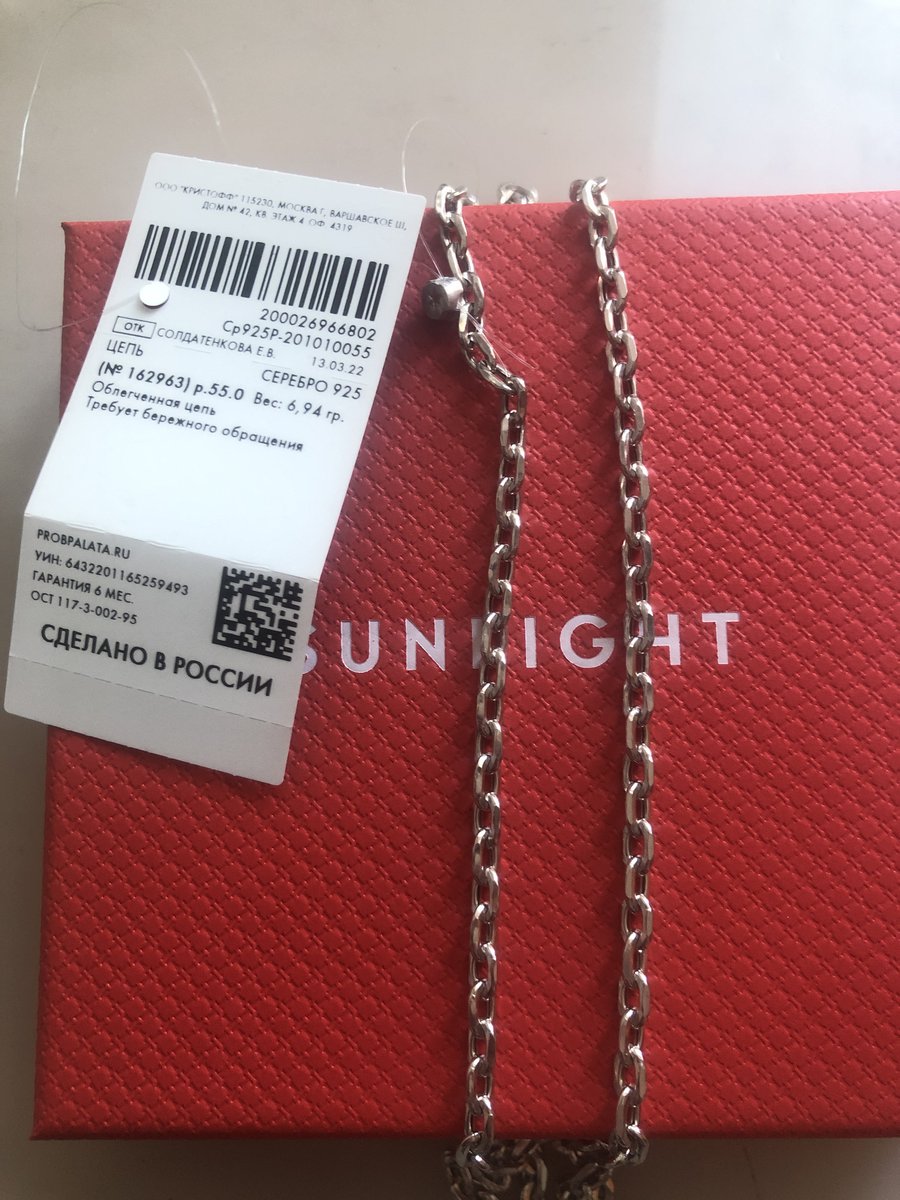 ООО "КРИСТОФФ" 115230, МОСКВА Г, ВАРШАВСКОЕ Ш,
ДОМ № 42, КВ. ЭТАЖ 4 ОФ. 4319
200026966802
Ср925Р-201010055
ОТК СОЛДАТЕНКОВА Е.В. 13.03.22
ЦЕПЬ СЕРЕБРО 925
(№ 162963) р.55.0 Вес: 6,94 гр.
Облегченная цепь
Требует бережного обращения
PROBPALATA.RU
УИН: 6432201165259493
ГАРАНТИЯ 6 МЕС.
ОСТ 117-3-002-95
СДЕЛАНО В РОССИИ
SUNLIGHT